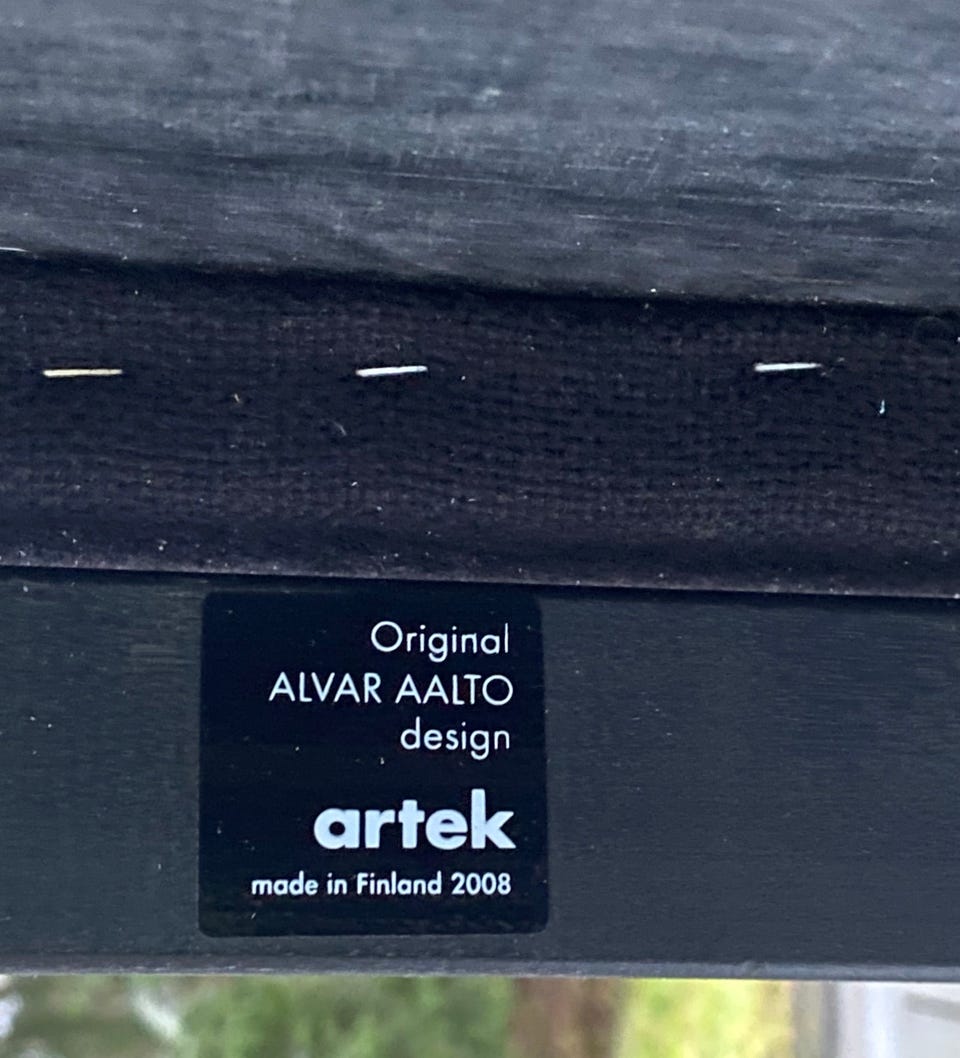 Original
ALVAR AALTO
design
artek
made in Finland 2008